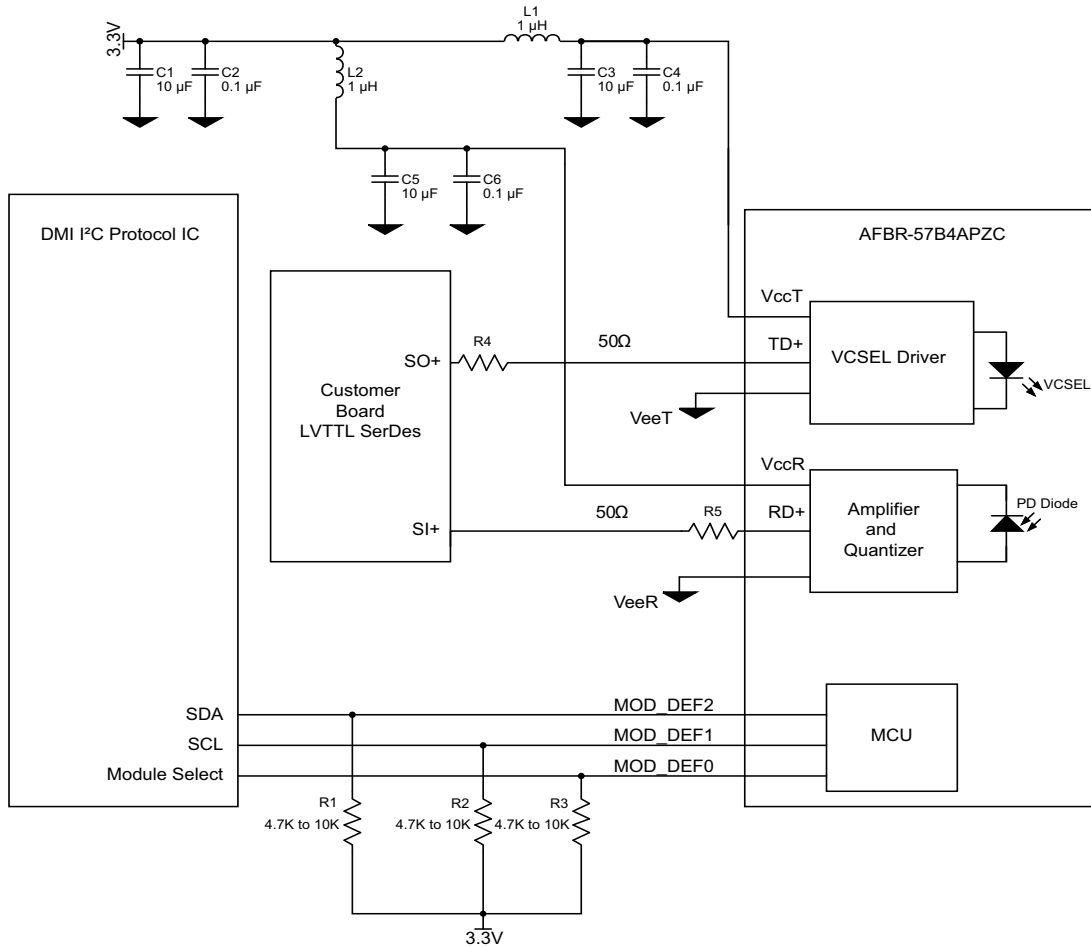 L1
1 µH
3.3V
C1
10 µF
C2
0.1 µF
L2
1 µH
C3
10 µF
C4
0.1 µF
C5
10 µF
C6
0.1 µF
DMI I²C Protocol IC
AFBR-57B4APZC
Customer
Board
LVTTL SerDes
SO+
SI+
R4
50Ω
VccT
TD+
VeeT
VCSEL Driver
VCSEL
VccR
50Ω
R5
RD+
VeeR
Amplifier
and
Quantizer
PD Diode
SDA
SCL
Module Select
MOD_DEF2
MOD_DEF1
MOD_DEF0
MCU
R1
4.7K to 10K
R2
4.7K to 10K
R3
4.7K to 10K
3.3V